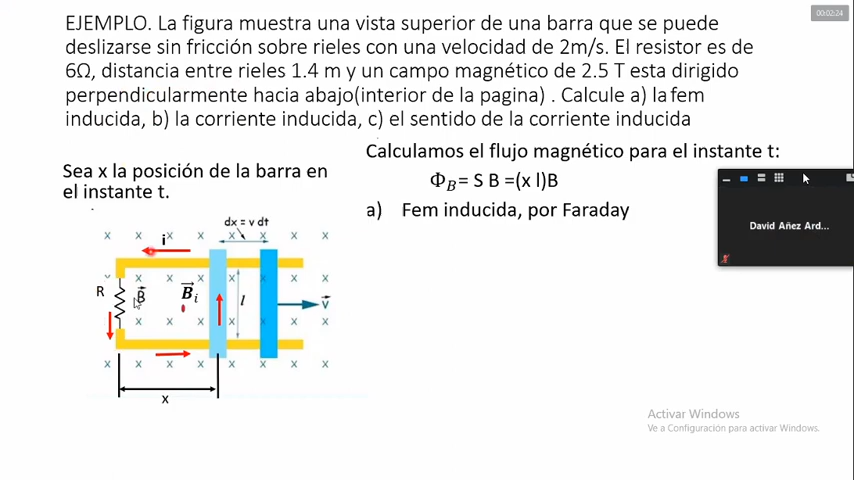 00:02:24
EJEMPLO. La figura muestra una vista superior de una barra que se puede
deslizarse sin fricción sobre rieles con una velocidad de 2m/s. El resistor es de
6Ω, distancia entre rieles 1.4 m y un campo magnético de 2.5 T esta dirigido
perpendicularmente hacia abajo(interior de la pagina) . Calcule a) la fem
inducida, b) la corriente inducida, c) el sentido de la corriente inducida
Calculamos el flujo magnético para el instante t:
Φ_B= S B =(x l)B
a) Fem inducida, por Faraday
Sea x la posición de la barra en
el instante t.
dx = v dt
x x x x x x x x
i
x x x x x x
R
B⃗
B⃗_i
l
v⃗
x x x x x x
x x x x x x x x
x
David Añez Ard...
Activar Windows
Ve a Configuración para activar Windows.